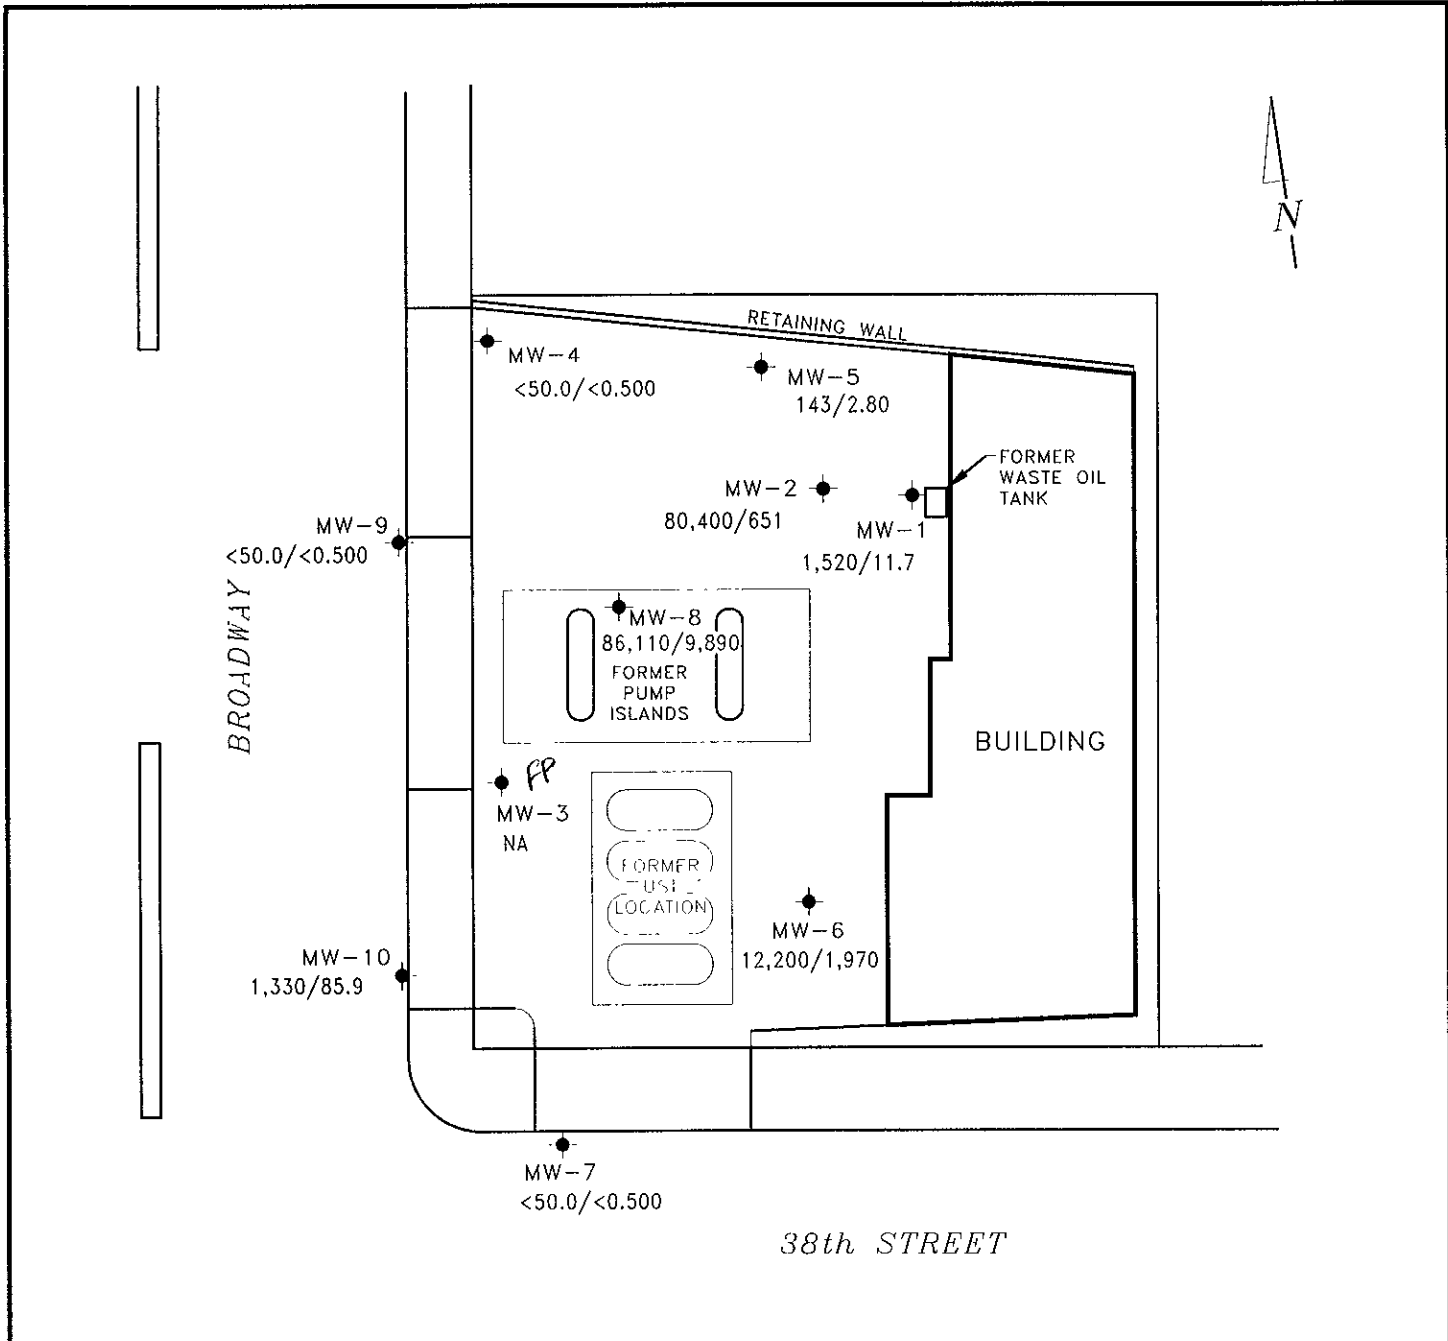 N
RETAINING WALL
MW-4
<50.0/<0.500
MW-5
143/2.80
FORMER
WASTE OIL
TANK
MW-2
80,400/651
MW-1
1,520/11.7
MW-9
<50.0/<0.500
BROADWAY
MW-8
86,110/9,890
FORMER
PUMP
ISLANDS
BUILDING
FP
MW-3
NA
FORMER
LOCATION
MW-6
12,200/1,970
MW-10
1,330/85.9
MW-7
<50.0/<0.500
38th STREET